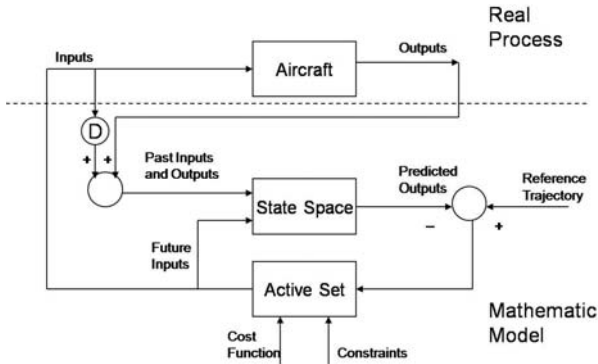 Real
Process
Inputs
Outputs
Aircraft
D
+
+
Past Inputs
and Outputs
Predicted
Outputs
Reference
Trajectory
State Space
–
+
Future
Inputs
Active Set
Mathematic
Model
Cost
Function
Constraints